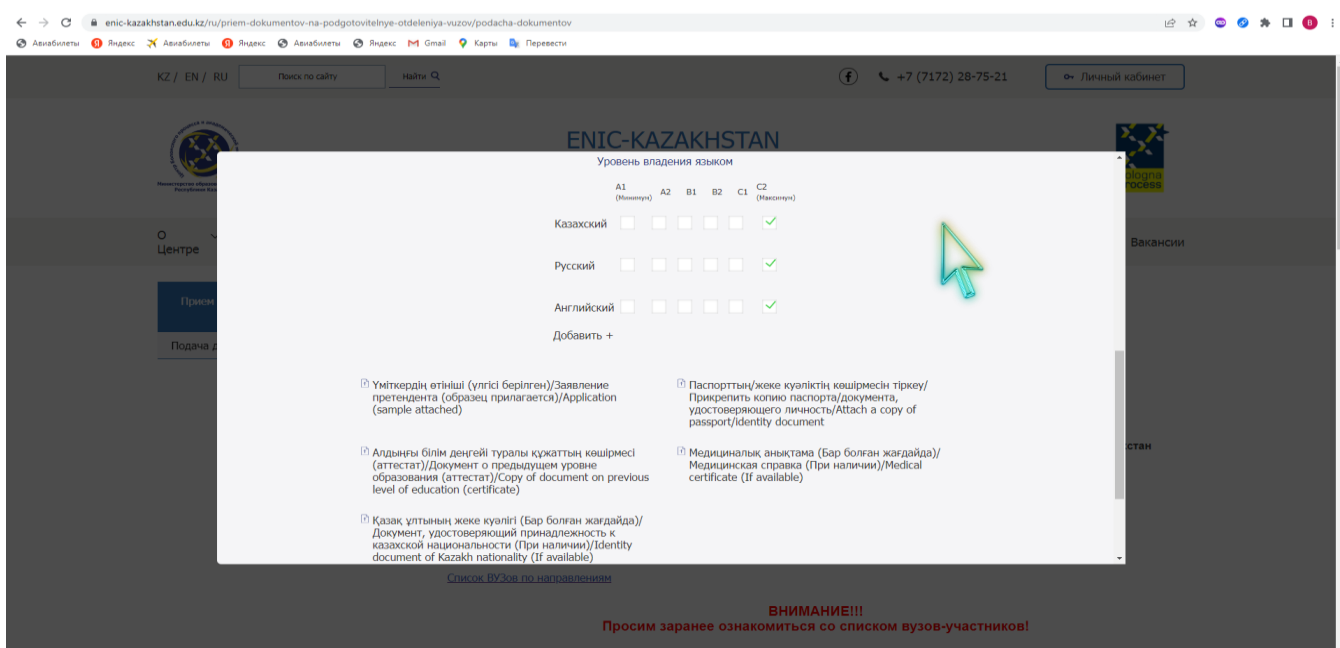 enic-kazakhstan.edu.kz/ru/priem-dokumentov-na-podgotovitelnye-otdeleniya-vuzov/podacha-dokumentov
Авиабилеты Яндекс Авиабилеты Яндекс Авиабилеты Яндекс Gmail Карты Перевести
KZ / EN / RU Поиск по сайту Найти +7 (7172) 28-75-21 Личный кабинет
ENIC-KAZAKHSTAN
Уровень владения языком
A1 A2 B1 B2 C1 C2
(Минимум) (Максимум)
О
Центре
Вакансии
Казахский
Русский
Английский
Добавить +
Прием
Подача д
Үміткердің өтініші (үлгісі берілген)/Заявление
претендента (образец прилагается)/Application
(sample attached)
Паспорттың/жеке куәліктің көшірмесін тіркеу/
Прикрепить копию паспорта/документа,
удостоверяющего личность/Attach a copy of
passport/identity document
Алдыңғы білім деңгейі туралы құжаттың көшірмесі
(аттестат)/Документ о предыдущем уровне
образования (аттестат)/Copy of document on previous
level of education (certificate)
Медициналық анықтама (Бар болған жағдайда)/
Медицинская справка (При наличии)/Medical
certificate (If available)
Қазақ ұлтының жеке куәлігі (Бар болған жағдайда)/
Документ, удостоверяющий принадлежность к
казахской национальности (При наличии)/Identity
document of Kazakh nationality (If available)
стан
Список ВУЗов по направлениям
ВНИМАНИЕ!!!
Просим заранее ознакомиться со списком вузов-участников!